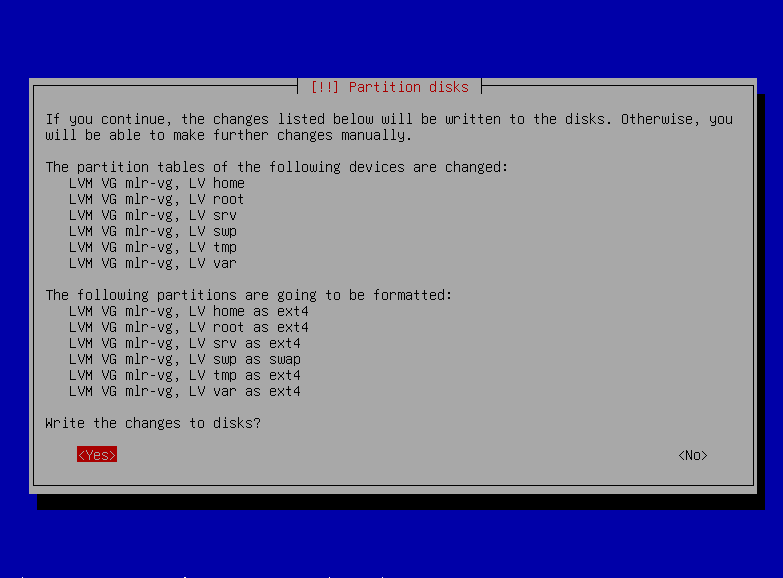 [!!] Partition disks
If you continue, the changes listed below will be written to the disks. Otherwise, you
will be able to make further changes manually.
The partition tables of the following devices are changed:
LVM VG mlr-vg, LV home
LVM VG mlr-vg, LV root
LVM VG mlr-vg, LV srv
LVM VG mlr-vg, LV swp
LVM VG mlr-vg, LV tmp
LVM VG mlr-vg, LV var
The following partitions are going to be formatted:
LVM VG mlr-vg, LV home as ext4
LVM VG mlr-vg, LV root as ext4
LVM VG mlr-vg, LV srv as ext4
LVM VG mlr-vg, LV swp as swap
LVM VG mlr-vg, LV tmp as ext4
LVM VG mlr-vg, LV var as ext4
Write the changes to disks?
<Yes> <No>